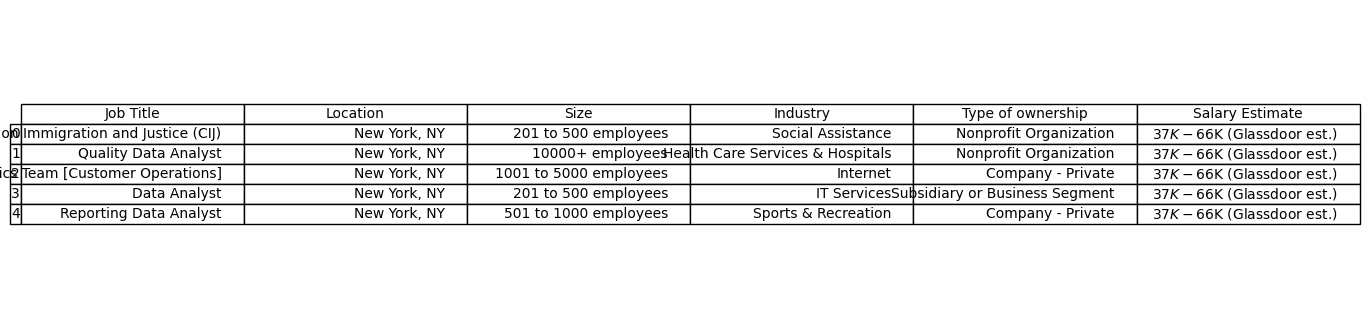 Job Title Location Size Industry Type of ownership Salary Estimate
0 on Immigration and Justice (CIJ) New York, NY 201 to 500 employees Social Assistance Nonprofit Organization 37K − 66K (Glassdoor est.)
1 Quality Data Analyst New York, NY 10000+ employees Health Care Services & Hospitals Nonprofit Organization 37K − 66K (Glassdoor est.)
2 Team [Customer Operations] New York, NY 1001 to 5000 employees Internet Company - Private 37K − 66K (Glassdoor est.)
3 Data Analyst New York, NY 201 to 500 employees IT Services Subsidiary or Business Segment 37K − 66K (Glassdoor est.)
4 Reporting Data Analyst New York, NY 501 to 1000 employees Sports & Recreation Company - Private 37K − 66K (Glassdoor est.)